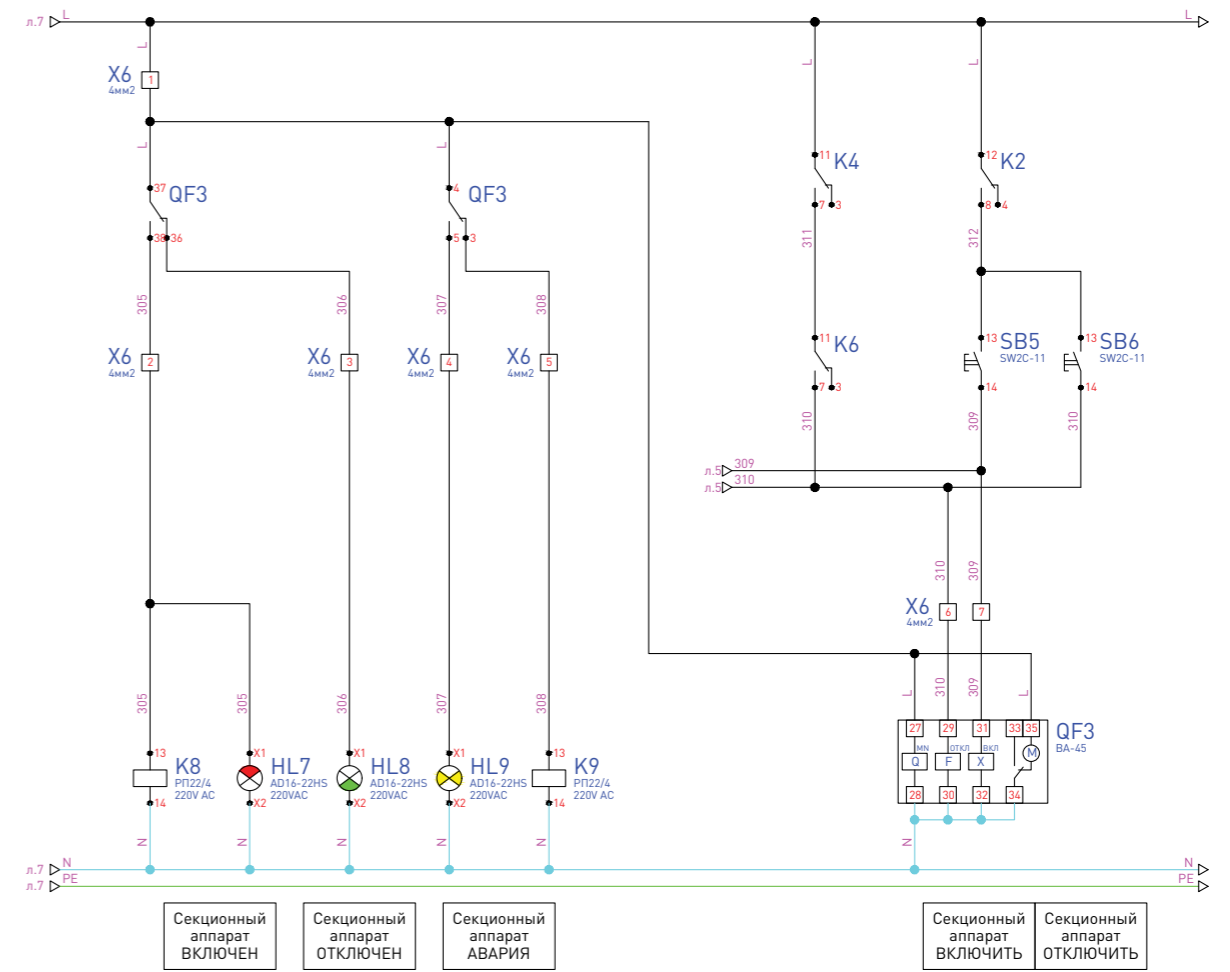 л.7 L L
L L L
X6 1
4мм2
L L
11 K4 12 K2
37 QF3 4 QF3
7 3 8 4
38 36 5 3
311 312
305 306 307 308
11 K6 13 SB5 13 SB6
SW2C-11 SW2C-11
X6 2 X6 3 X6 4 X6 5
4мм2 4мм2 4мм2 4мм2
7 3 14 14
310 309 310
л.5 309
л.5 310
310 309
X6 6 7
4мм2
305 305 306 307 308 L 310 309 L
27 29 31 33 35 QF3
BA-45
MN ОТКЛ ВКЛ
Q F X M
28 30 32 34
13 X1 X1 X1 13
K8 HL7 HL8 HL9 K9
РП22/4 AD16-22HS AD16-22HS AD16-22HS РП22/4
220V AC 220VAC 220VAC 220VAC 220V AC
14 X2 X2 X2 14
N N N N N N
л.7 N N
л.7 PE PE
Секционный
аппарат
ВКЛЮЧЕН
Секционный
аппарат
ОТКЛЮЧЕН
Секционный
аппарат
АВАРИЯ
Секционный
аппарат
ВКЛЮЧИТЬ
Секционный
аппарат
ОТКЛЮЧИТЬ